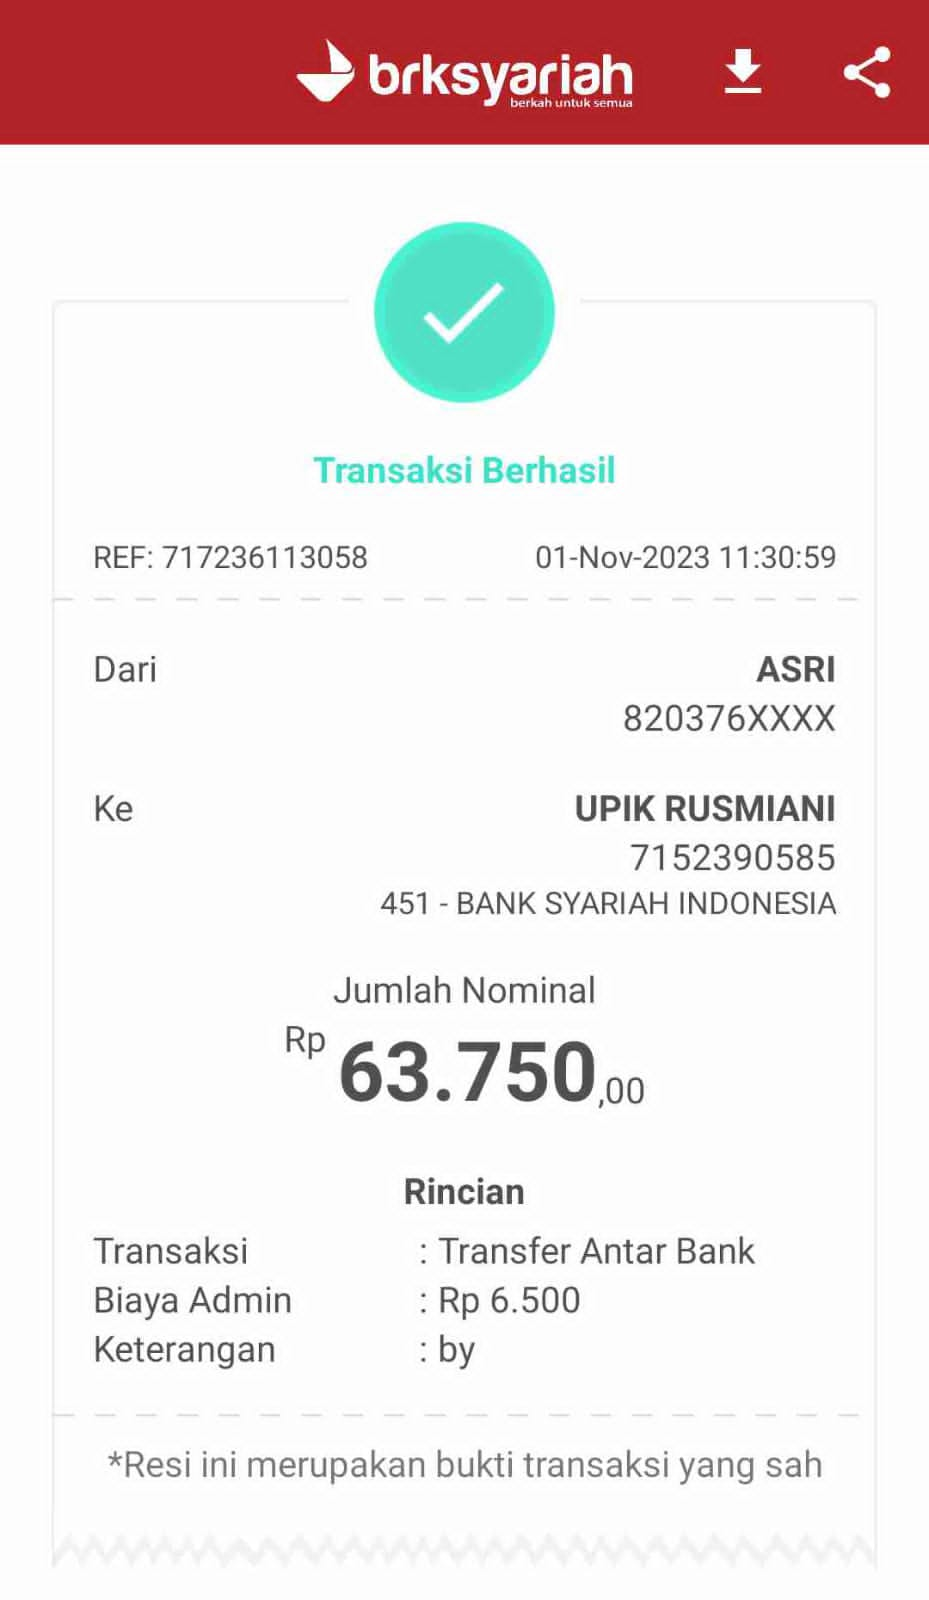 brksyariah
berkah untuk semua
Transaksi Berhasil
REF: 717236113058 01-Nov-2023 11:30:59
Dari ASRI
820376XXXX
Ke UPIK RUSMIANI
7152390585
451 - BANK SYARIAH INDONESIA
Jumlah Nominal
Rp 63.750,00
Rincian
Transaksi : Transfer Antar Bank
Biaya Admin : Rp 6.500
Keterangan : by
*Resi ini merupakan bukti transaksi yang sah